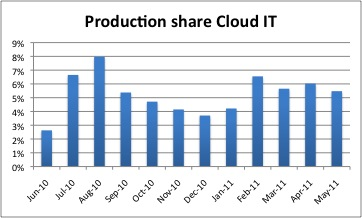 Production share Cloud IT
9%
8%
7%
6%
5%
4%
3%
2%
1%
0%
Jun-10
Jul-10
Aug-10
Sep-10
Oct-10
Nov-10
Dec-10
Jan-11
Feb-11
Mar-11
Apr-11
May-11